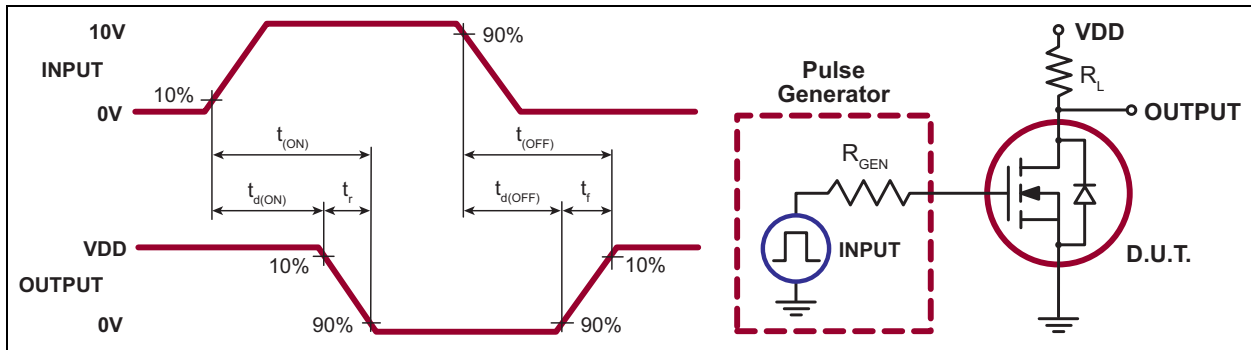 10V
90%
INPUT
10%
0V
t(ON)
t(OFF)
td(ON)
tr
td(OFF)
tf
VDD
10%
10%
OUTPUT
0V
90%
90%
VDD
RL
Pulse
Generator
OUTPUT
RGEN
INPUT
D.U.T.